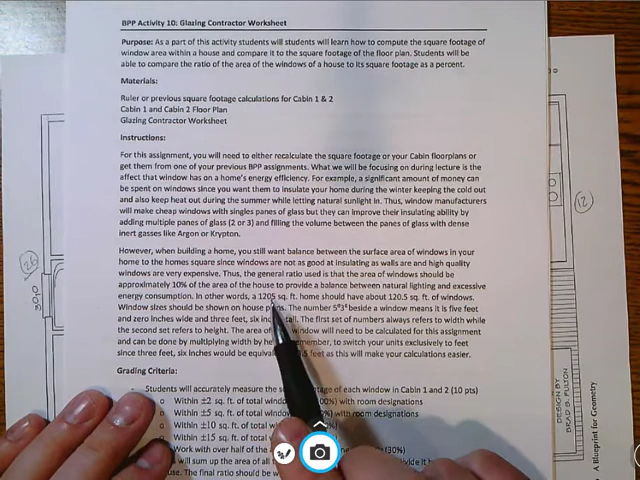 BPP Activity 10: Glazing Contractor Worksheet
Purpose: As a part of this activity students will students will learn how to compute the square footage of
window area within a house and compare it to the square footage of the floor plan. Students will
be able to compare the ratio of the area of the windows of a house to its square footage as a percent.
Materials:
Ruler or previous square footage calculations for Cabin 1 & 2
Cabin 1 and Cabin 2 Floor Plan
Glazing Contractor Worksheet
Instructions:
For this assignment, you will need to either recalculate the square footage or your Cabin floorplans or
get them from one of your previous BPP assignments. What we will be focusing on during lecture is the
affect that window has on a home's energy efficiency. For example, a significant amount of money can
be spent on windows since you want them to insulate your home during the winter keeping the cold out
and also keep heat out during the summer while letting natural sunlight in. Thus, window manufacturers
will make cheap windows with singles panes of glass but they can improve their insulating ability by
adding multiple panes of glass (2 or 3) and filling the volume between the panes of glass with dense
inert gasses like Argon or Krypton.
However, when building a home, you still want balance between the surface area of windows in your
home to the homes square since windows are not as good at insulating as walls are and high quality
windows are very expensive. Thus, the general ratio used is that the area of windows should be
approximately 10% of the area of the house to provide a balance between natural lighting and excessive
energy consumption. In other words, a 1205 sq. ft. home should have about 120.5 sq. ft. of windows.
Window sizes should be shown on house The number beside a window means it is five feet
and zero inches wide and three feet, six in tall. The first set of numbers always refers to width while
the second set refers to height. The area of window will need to be calculated for this assignment
and can be done by multiplying width by to switch your units exclusively to feet
since three feet, six inches would be equiva feet as this will make your calculations easier.
Grading Criteria:
Students will accurately measure the s of each window in Cabin 1 and 2 (10 pts)
o Within ±2 sq. ft. of total wind with room designations
o Within ±5 sq. ft. of total wind with room designations
o Within ±10 sq. ft. of total
Within ±15 sq. ft. of total
Work with over half of the (30%)
will sum up the area of all
use. The final ratio should be
26
3010
12
DESIGN BY
BRAD B. FULTON
A Blueprint for Geometry